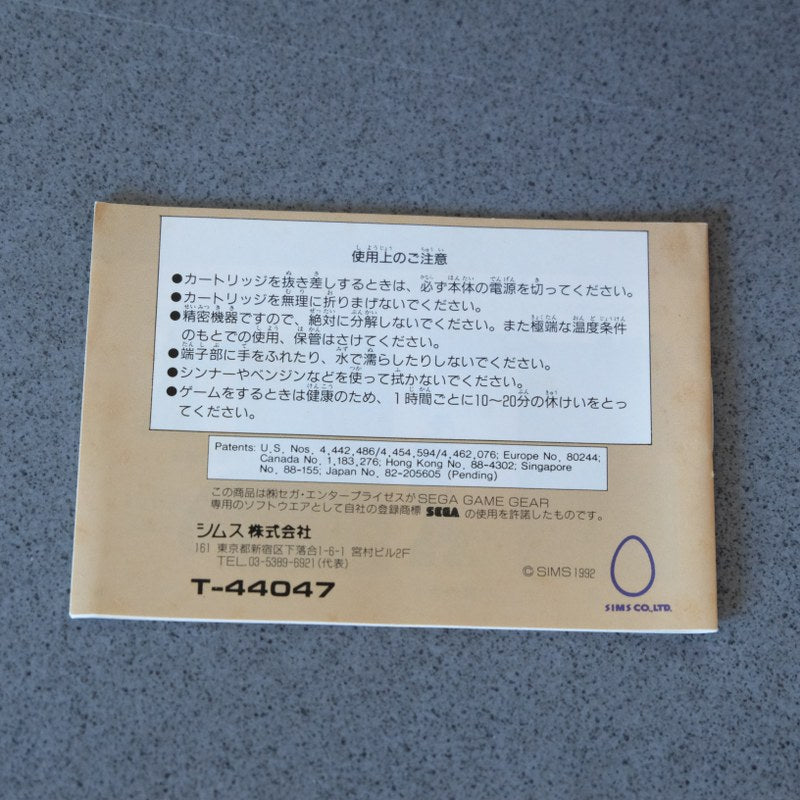 使用上のご注意
●カートリッジを抜き差しするときは、必ず本体の電源を切ってください。
●カートリッジを無理に折りまげないでください。
●精密機器ですので、絶対に分解しないでください。また極端な温度条件
のもとでの使用、保管はさけてください。
●端子部に手をふれたり、水で濡らしたりしないでください。
●シンナーやベンジンなどを使って拭かないでください。
●ゲームをするときは健康のため、1時間ごとに10〜20分の休けいをとっ
てください。
Patents: U.S. Nos. 4,442,486/4,454,594/4,462,076; Europe No. 80244;
Canada No. 1,183,276; Hong Kong No. 88-4302; Singapore
No. 88-155; Japan No. 82-205605 (Pending)
この商品は㈱セガ・エンタープライゼスがSEGA GAME GEAR
専用のソフトウエアとして自社の登録商標 SEGA の使用を許諾したものです。
シムス株式会社
161 東京都新宿区下落合1-6-1 宮村ビル2F
TEL.03-5389-6921(代表)
T-44047
©SIMS 1992
SIMS CO.,LTD.